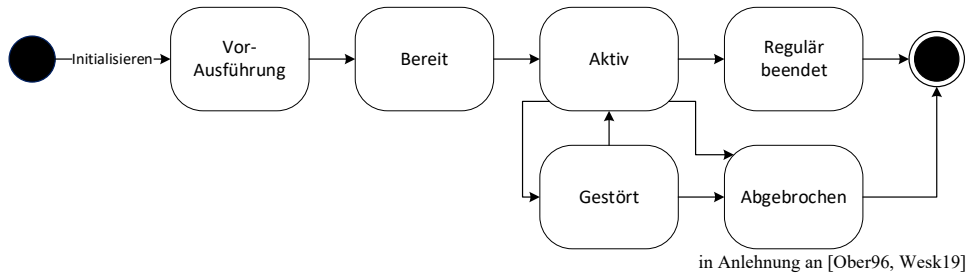 Initialisieren
Vor-
Ausführung
Bereit
Aktiv
Regulär
beendet
Gestört
Abgebrochen
in Anlehnung an [Ober96, Wesk19]